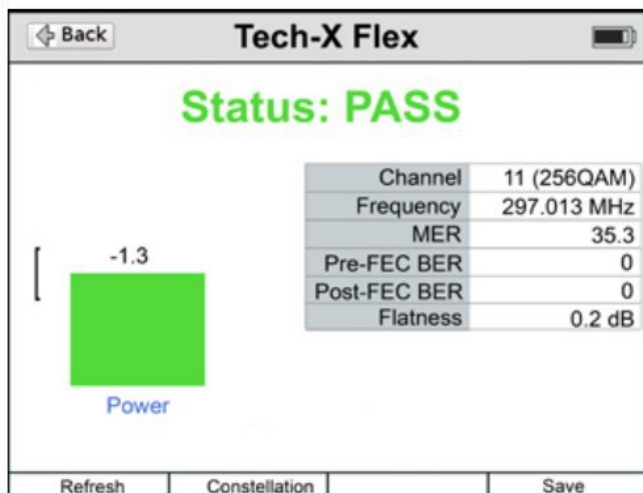 Back
Tech-X Flex
Status: PASS
Channel 11 (256QAM)
Frequency 297.013 MHz
MER 35.3
-1.3
Pre-FEC BER 0
Post-FEC BER 0
Flatness 0.2 dB
Power
Refresh Constellation Save